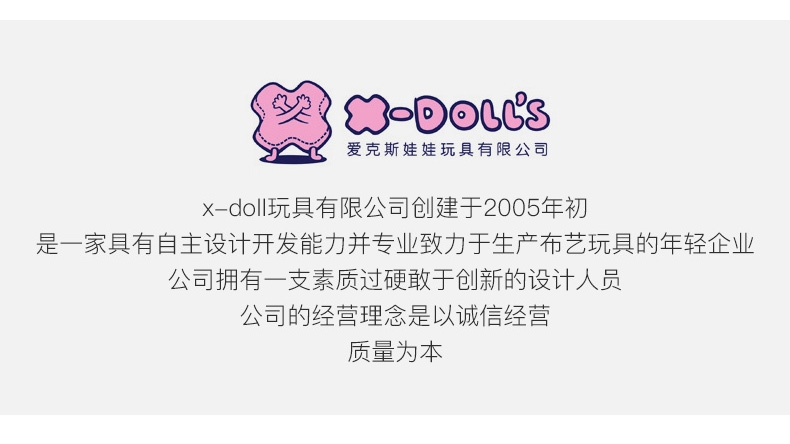 X-DOLL'S
爱克斯娃娃玩具有限公司
x-doll玩具有限公司创建于2005年初
是一家具有自主设计开发能力并专业致力于生产布艺玩具的年轻企业
公司拥有一支素质过硬敢于创新的设计人员
公司的经营理念是以诚信经营
质量为本